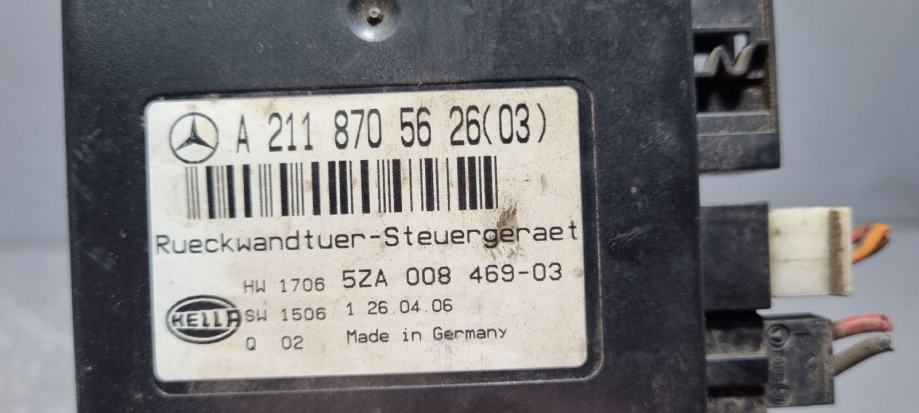 A 211 870 56 26(03)
Rueckwandtuer-Steuergeraet
HW 1706 5ZA 008 469-03
HELLA SW 1506 1 26.04.06
Q 02 Made in Germany